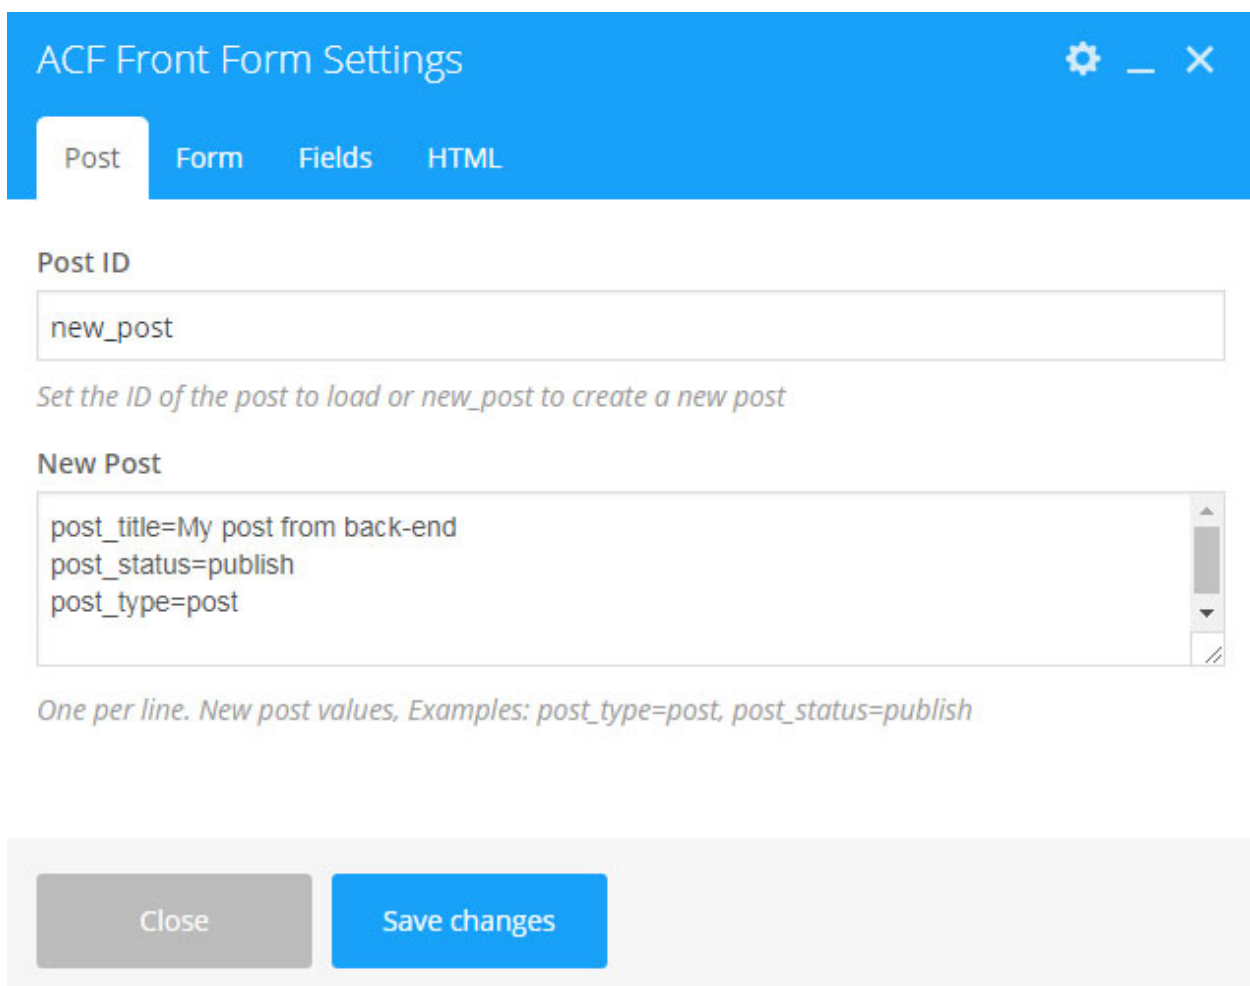 ACF Front Form Settings
Post Form Fields HTML
Post ID
new_post
Set the ID of the post to load or new_post to create a new post
New Post
post_title=My post from back-end
post_status=publish
post_type=post
One per line. New post values, Examples: post_type=post, post_status=publish
Close Save changes